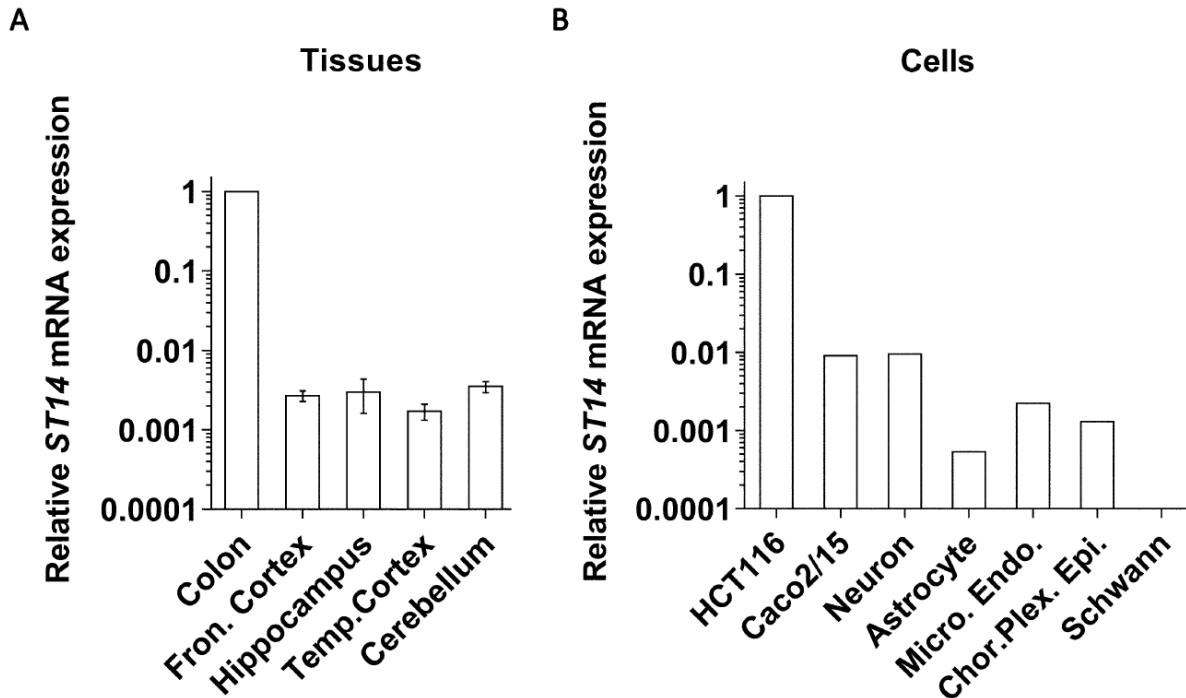 A
Tissues
Relative ST14 mRNA expression
1
0.1
0.01
0.001
0.0001
Colon
Fron. Cortex
Hippocampus
Temp.Cortex
Cerebellum
B
Cells
Relative ST14 mRNA expression
1
0.1
0.01
0.001
0.0001
HCT116
Caco2/15
Neuron
Astrocyte
Micro. Endo.
Chor.Plex. Epi.
Schwann